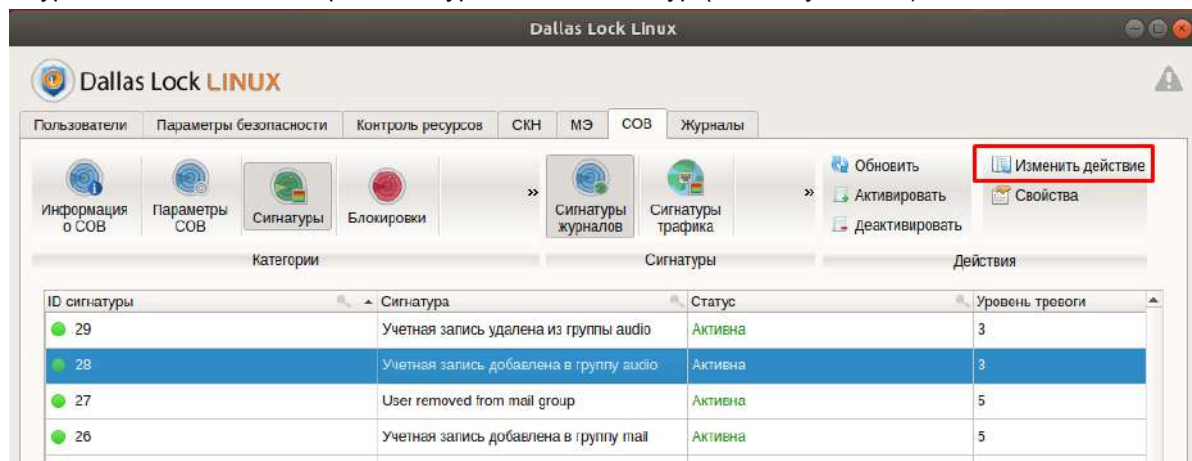 Dallas Lock Linux
Dallas Lock LINUX
Пользователи Параметры безопасности Контроль ресурсов СКН МЭ СОВ Журналы
Информация о СОВ
Параметры СОВ
Сигнатуры
Блокировки
»
Сигнатуры журналов
Сигнатуры трафика
»
Обновить
Активировать
Деактивировать
Изменить действие
Свойства
Категории Сигнатуры Действия
ID сигнатуры Сигнатура Статус Уровень тревоги
29 Учетная запись удалена из группы audio Активна 3
28 Учетная запись добавлена в группу audio Активна 3
27 User removed from mail group Активна 5
26 Учетная запись добавлена в группу mail Активна 5